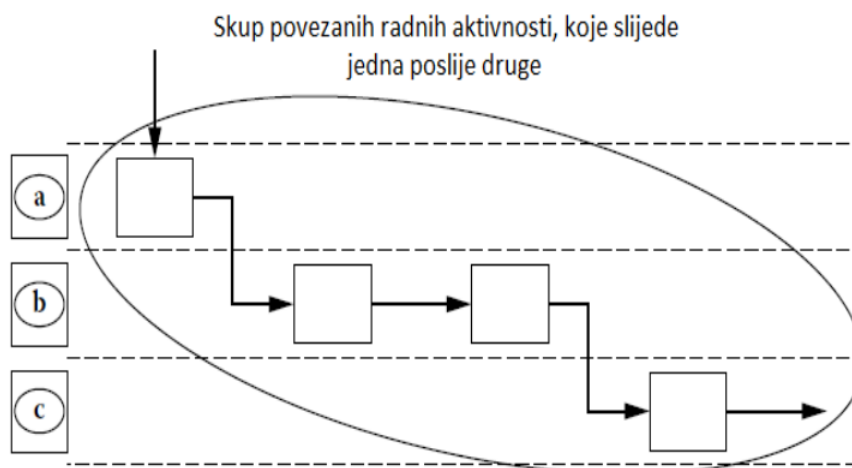 Skup povezanih radnih aktivnosti, koje slijede
jedna poslije druge
a
b
c